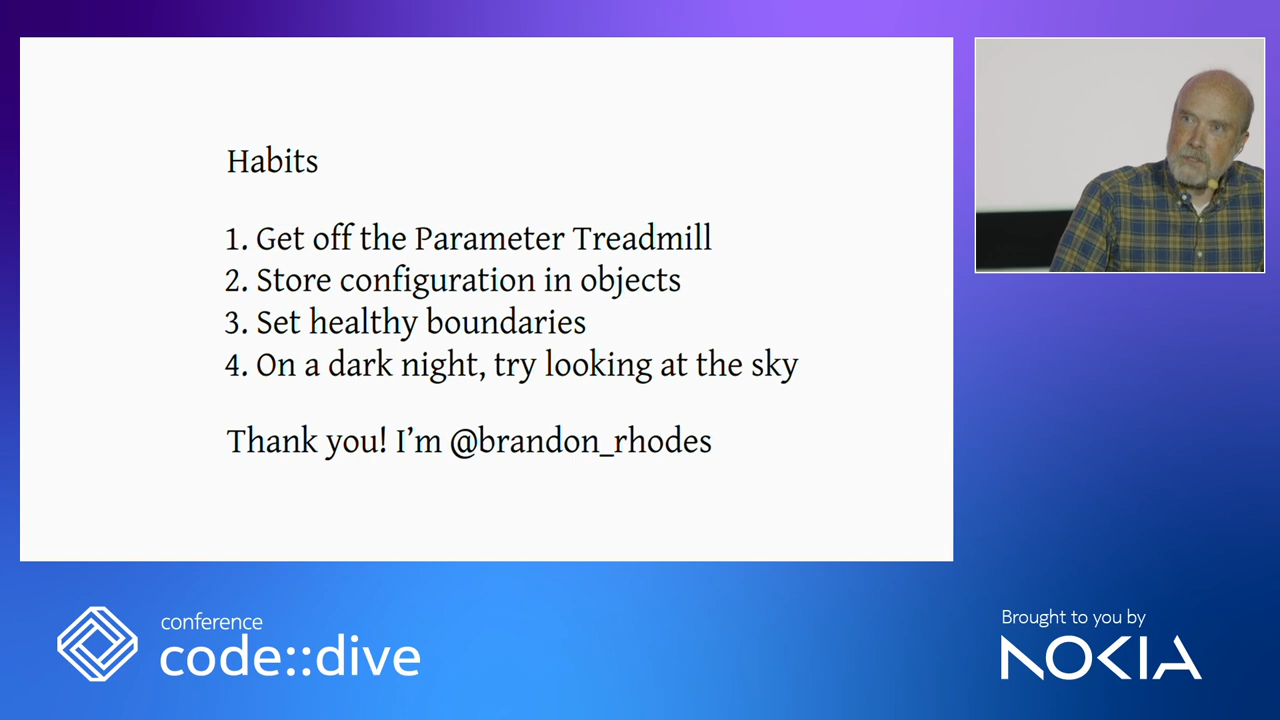 Habits
1. Get off the Parameter Treadmill
2. Store configuration in objects
3. Set healthy boundaries
4. On a dark night, try looking at the sky
Thank you! I’m @brandon_rhodes
conference
code::dive
Brought to you by
NOKIA